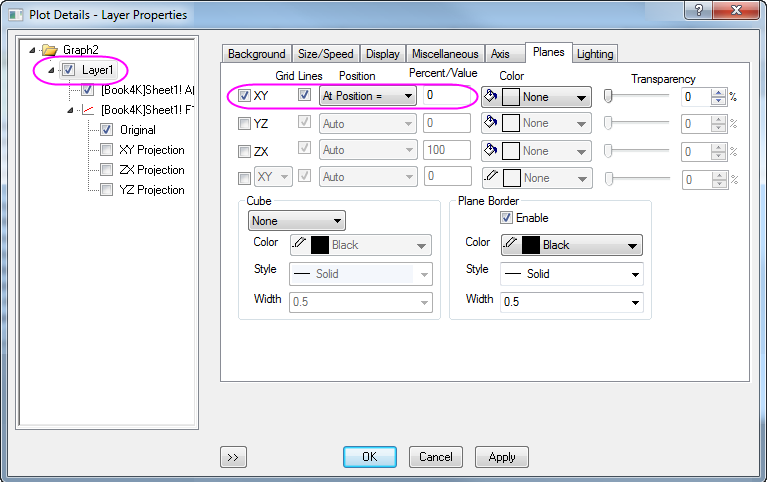 Plot Details - Layer Properties
?
Graph2
Layer1
[Book4K]Sheet1! A(
[Book4K]Sheet1! F1
Original
XY Projection
ZX Projection
YZ Projection
Background Size/Speed Display Miscellaneous Axis Planes Lighting
Grid Lines Position Percent/Value Color Transparency
XY At Position = 0 None 0 %
YZ Auto 0 None 0 %
ZX Auto 100 None 0 %
XY Auto 0 None 0 %
Cube
None
Color Black
Style Solid
Width 0.5
Plane Border
Enable
Color Black
Style Solid
Width 0.5
>> OK Cancel Apply